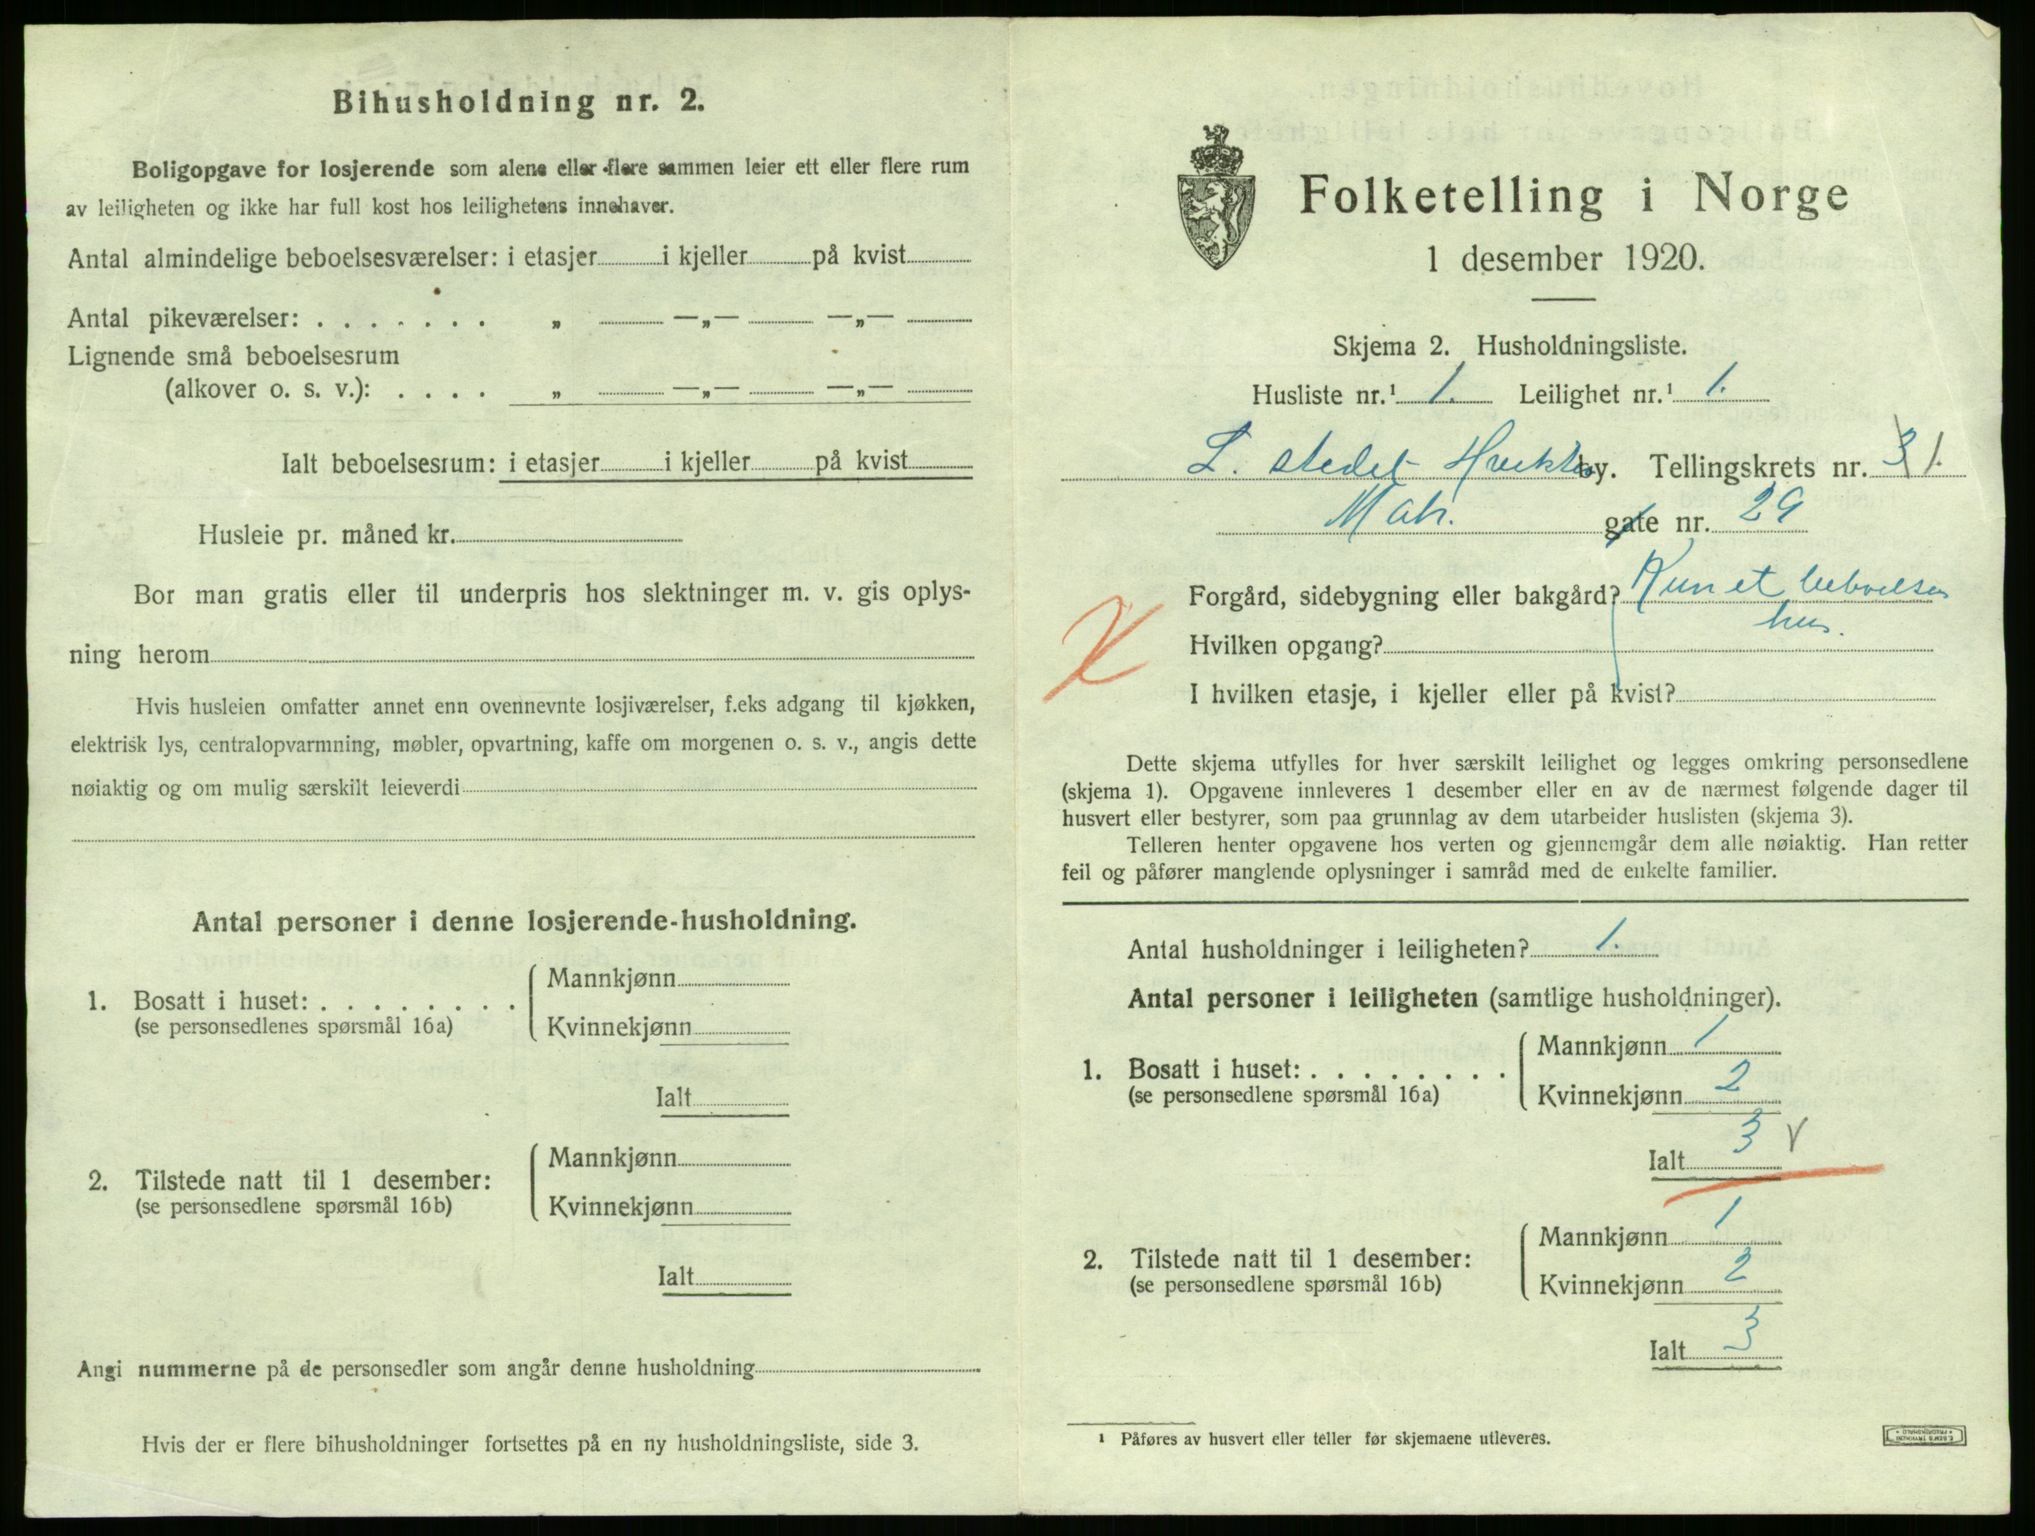 Bihusholdning nr. 2.
Boligopgave for losjerende som alene eller flere sammen leier ett eller flere rum
av leiligheten og ikke har full kost hos leilighetens innehaver.
Antal almindelige beboelsesværelser: i etasjer i kjeller på kvist
Antal pikeværelser: . . . . . . . „ —„— —„—
Lignende små beboelsesrum
(alkover o. s. v.): . . . . „ —„— —„—
Ialt beboelsesrum: i etasjer i kjeller på kvist
Husleie pr. måned kr.
Bor man gratis eller til underpris hos slektninger m. v. gis oplys-
ning herom
Hvis husleien omfatter annet enn ovennevnte losjiværelser, f.eks adgang til kjøkken,
elektrisk lys, centralopvarmning, møbler, opvartning, kaffe om morgenen o. s. v., angis dette
nøiaktig og om mulig særskilt leieverdi
Antal personer i denne losjerende-husholdning.
1. Bosatt i huset: . . . . . . . . Mannkjønn
(se personsedlenes spørsmål 16a) Kvinnekjønn
Ialt
2. Tilstede natt til 1 desember: Mannkjønn
(se personsedlene spørsmål 16b) Kvinnekjønn
Ialt
Angi nummerne på de personsedler som angår denne husholdning
Hvis der er flere bihusholdninger fortsettes på en ny husholdningsliste, side 3.
Folketelling i Norge
1 desember 1920.
Skjema 2. Husholdningsliste.
Husliste nr.¹ 1. Leilighet nr.¹ 1.
L. stedet by. Tellingskrets nr. 3 1.
Matr. gate nr. 29
Forgård, sidebygning eller bakgård? Kun et beboelses
hus.
Hvilken opgang?
I hvilken etasje, i kjeller eller på kvist?
Dette skjema utfylles for hver særskilt leilighet og legges omkring personsedlene
(skjema 1). Opgavene innleveres 1 desember eller en av de nærmest følgende dager til
husvert eller bestyrer, som paa grunnlag av dem utarbeider huslisten (skjema 3).
Telleren henter opgavene hos verten og gjennemgår dem alle nøiaktig. Han retter
feil og påfører manglende oplysninger i samråd med de enkelte familier.
Antal husholdninger i leiligheten? 1.
Antal personer i leiligheten (samtlige husholdninger).
1. Bosatt i huset: . . . . . . . . Mannkjønn 1
(se personsedlene spørsmål 16a) Kvinnekjønn 2
Ialt 3
2. Tilstede natt til 1 desember: Mannkjønn 1
(se personsedlene spørsmål 16b) Kvinnekjønn 2
Ialt 3
¹ Påføres av husvert eller teller før skjemaene utleveres.